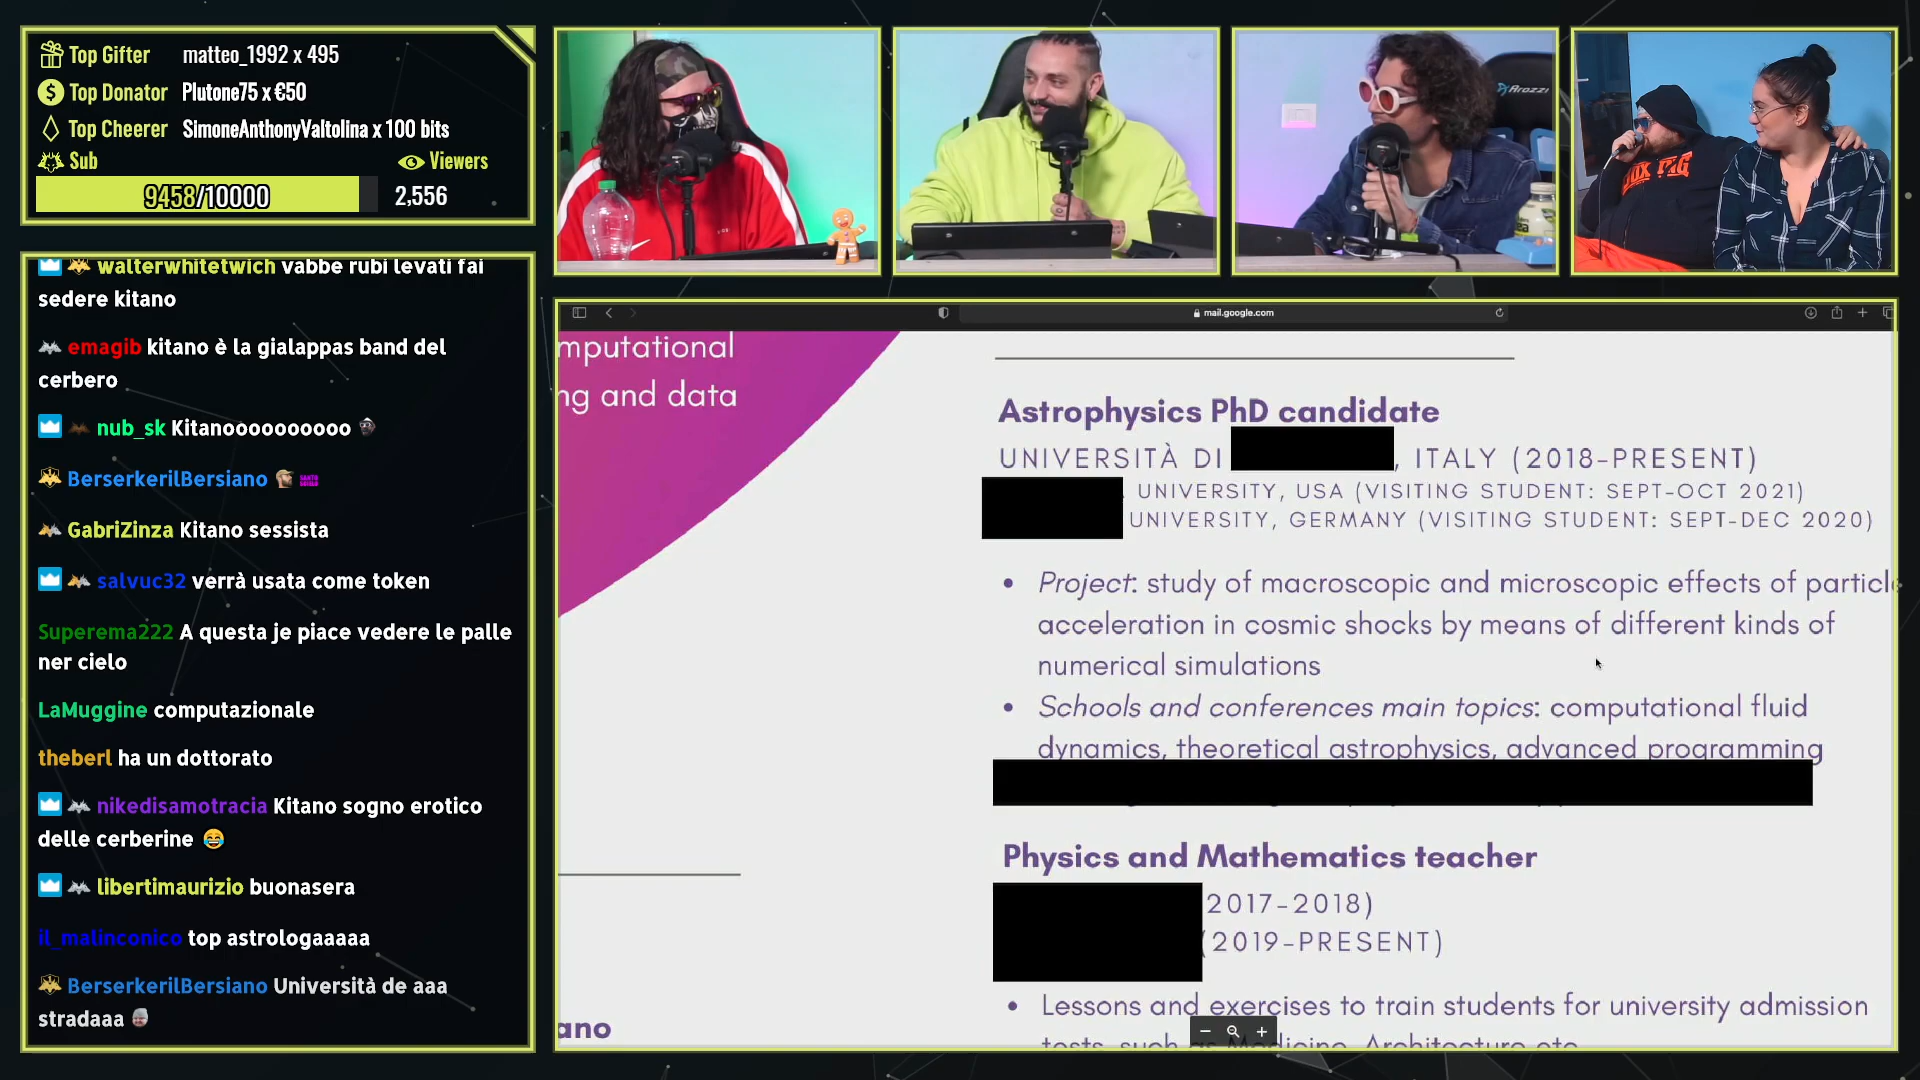 Top Gifter matteo_1992 x 495
Top Donator Plutone75 x €50
Top Cheerer SimoneAnthonyValtolina x 100 bits
Sub Viewers
9458/10000 2,556
walterwhitetwich vabbe rubi levati fai
sedere kitano
emagib kitano è la gialappas band del
cerbero
nub_sk Kitanoooooooooo
BerserkerilBersiano
GabriZinza Kitano sessista
salvuc32 verrà usata come token
Superema222 A questa je piace vedere le palle
ner cielo
LaMuggine computazionale
theberl ha un dottorato
nikedisamotracia Kitano sogno erotico
delle cerberine
libertimaurizio buonasera
il_malinconico top astrologaaaaa
BerserkerilBersiano Università de aaa
stradaaa
Arozzi
mail.google.com
mputational
ng and data
ano
Astrophysics PhD candidate
UNIVERSITÀ DI , ITALY (2018-PRESENT)
, UNIVERSITY, USA (VISITING STUDENT: SEPT-OCT 2021)
UNIVERSITY, GERMANY (VISITING STUDENT: SEPT-DEC 2020)
• Project: study of macroscopic and microscopic effects of particle
acceleration in cosmic shocks by means of different kinds of
numerical simulations
• Schools and conferences main topics: computational fluid
dynamics, theoretical astrophysics, advanced programming
Physics and Mathematics teacher
2017-2018)
(2019-PRESENT)
• Lessons and exercises to train students for university admission
tests, such as Medicine, Architecture etc